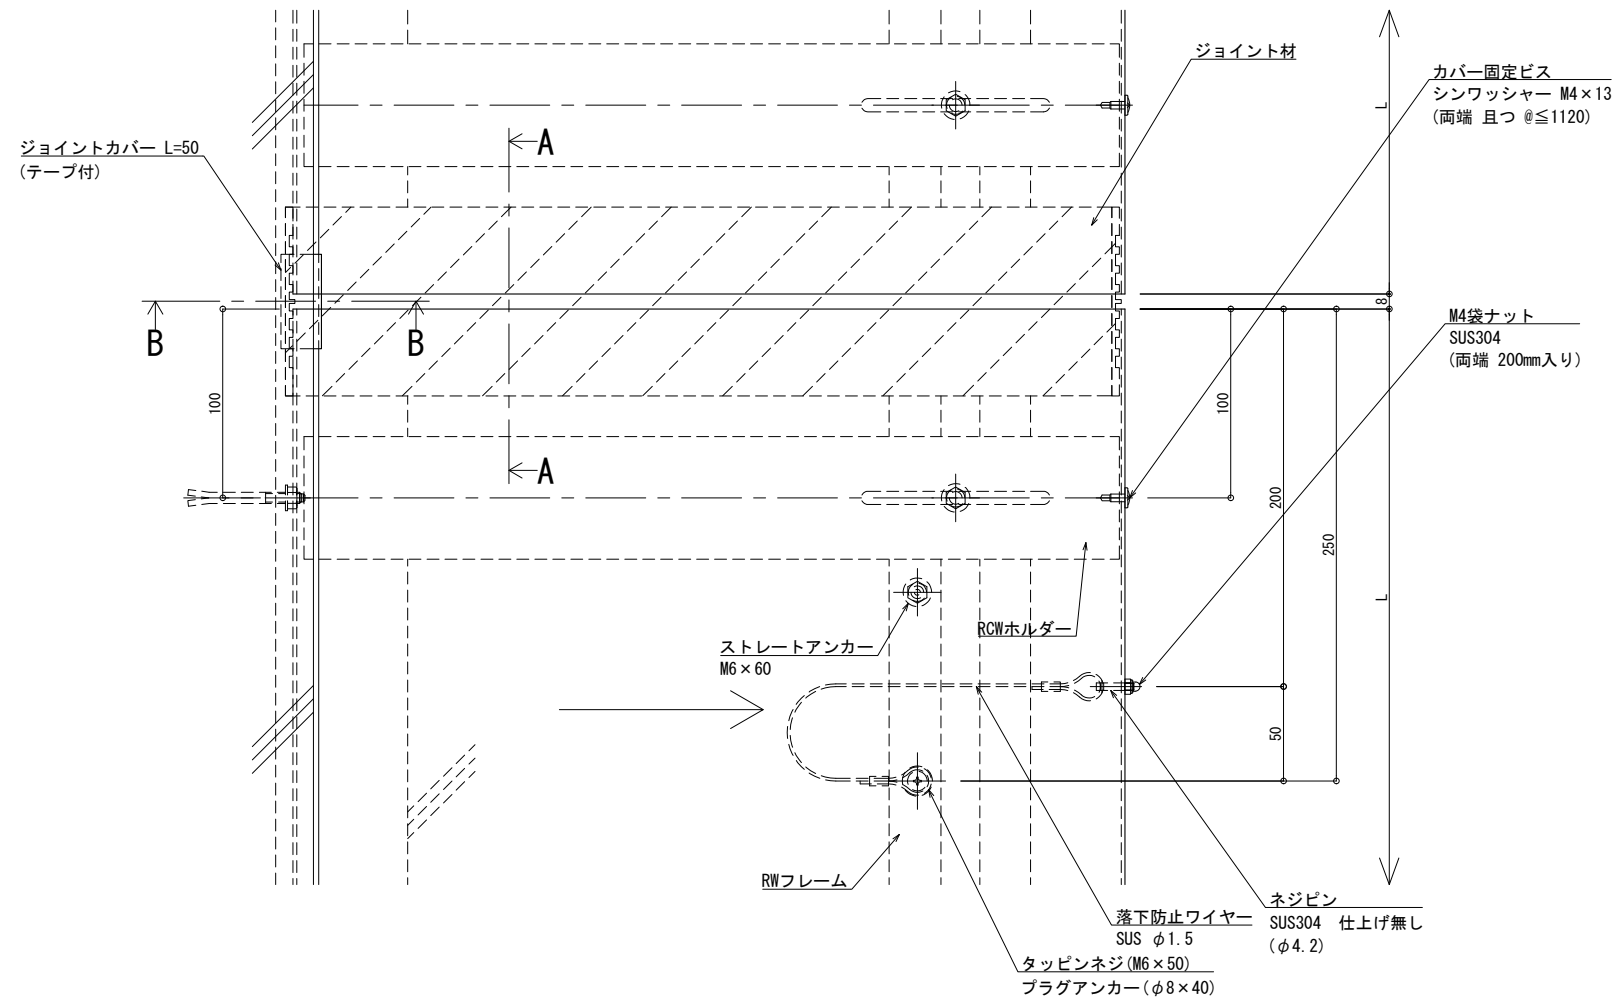 ジョイント材
カバー固定ビス
シンワッシャー M4×13
(両端 且つ @≦1120)
L
A
ジョイントカバー L=50
(テープ付)
8
B
B
M4袋ナット
SUS304
(両端 200mm入り)
100
100
A
200
250
L
RCWホルダー
ストレートアンカー
M6×60
50
RWフレーム
ネジピン
SUS304 仕上げ無し
(φ4.2)
落下防止ワイヤー
SUS φ1.5
タッピンネジ(M6×50)
プラグアンカー(φ8×40)